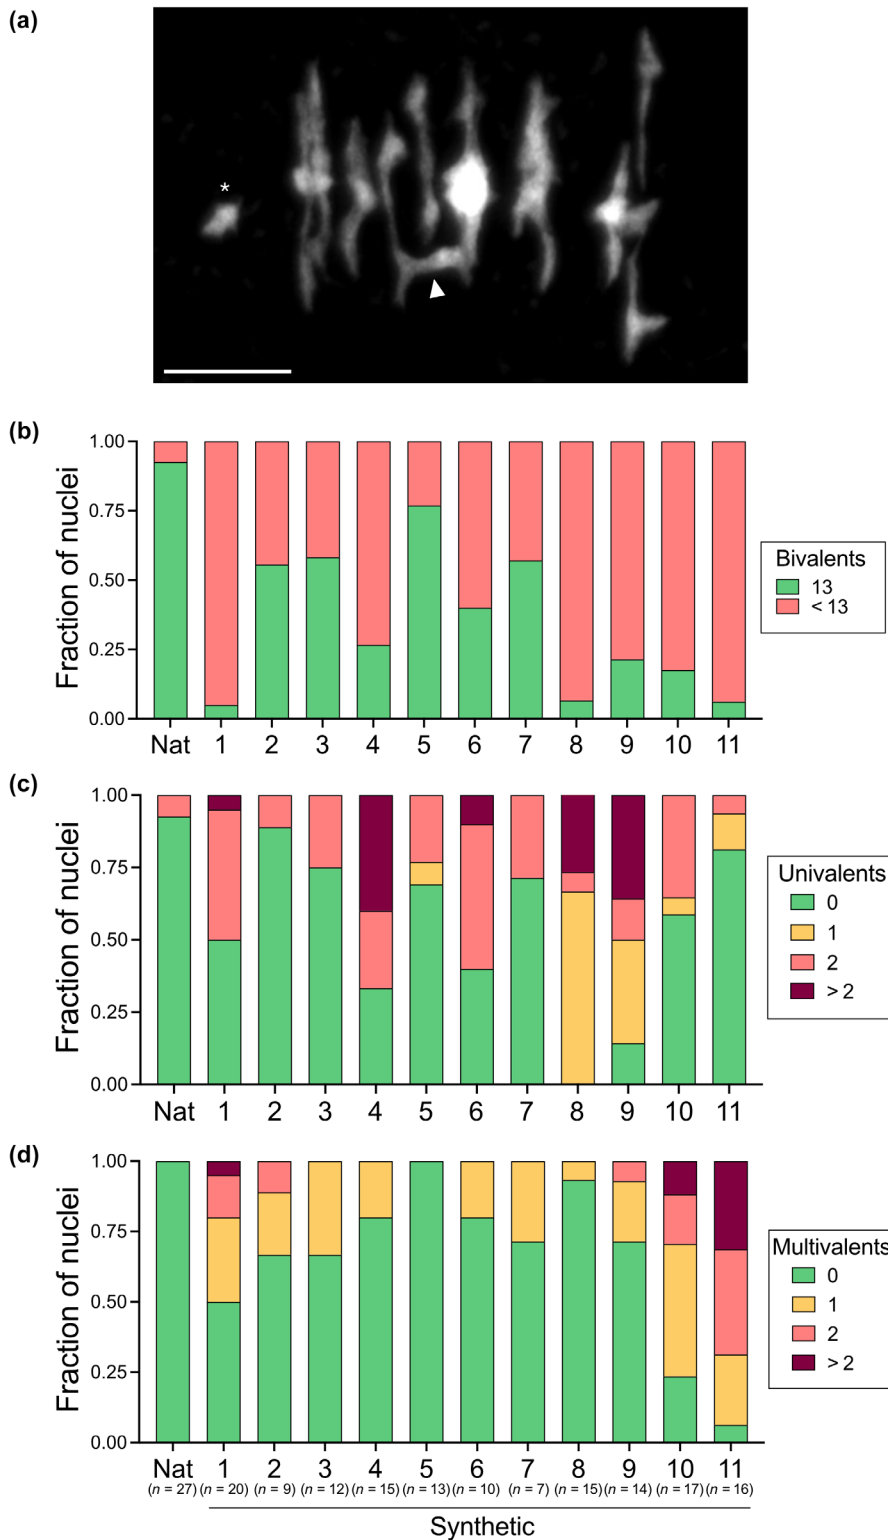 (a)
*
(b)
Fraction of nuclei
1.00
0.75
0.50
0.25
0.00
Nat 1 2 3 4 5 6 7 8 9 10 11
Bivalents
13
< 13
(c)
Fraction of nuclei
1.00
0.75
0.50
0.25
0.00
Nat 1 2 3 4 5 6 7 8 9 10 11
Univalents
0
1
2
> 2
(d)
Fraction of nuclei
1.00
0.75
0.50
0.25
0.00
Nat 1 2 3 4 5 6 7 8 9 10 11
(n = 27) (n = 20) (n = 9) (n = 12) (n = 15) (n = 13) (n = 10) (n = 7) (n = 15) (n = 14) (n = 17) (n = 16)
Synthetic
Multivalents
0
1
2
> 2